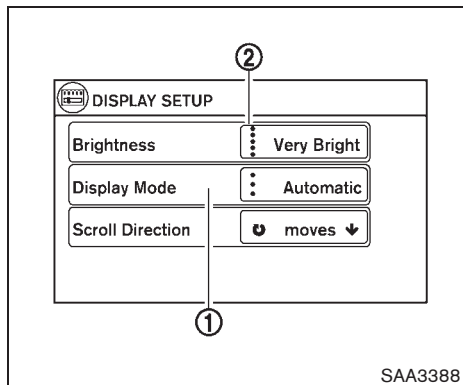 ②
DISPLAY SETUP
Brightness Very Bright
Display Mode Automatic
Scroll Direction moves
①
SAA3388